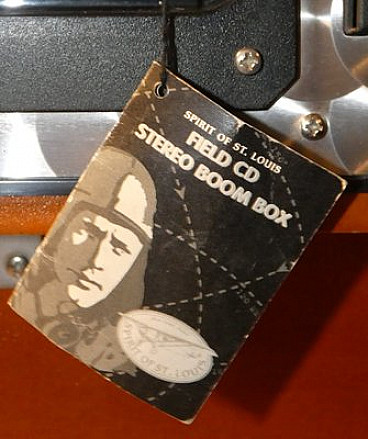 SPIRIT OF ST. LOUIS
FIELD CD
STEREO BOOM BOX
SPIRIT OF ST. LOUIS